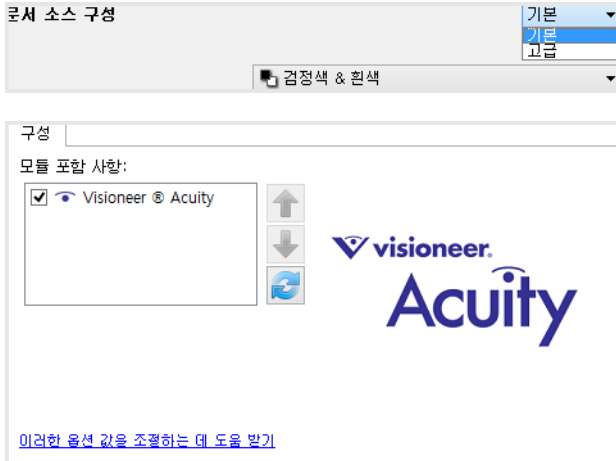 문서 소스 구성
기본
기본
고급
검정색 & 흰색
구성
모듈 포함 사항:
Visioneer ® Acuity
visioneer.
Acuity
이러한 옵션 값을 조절하는 데 도움 받기